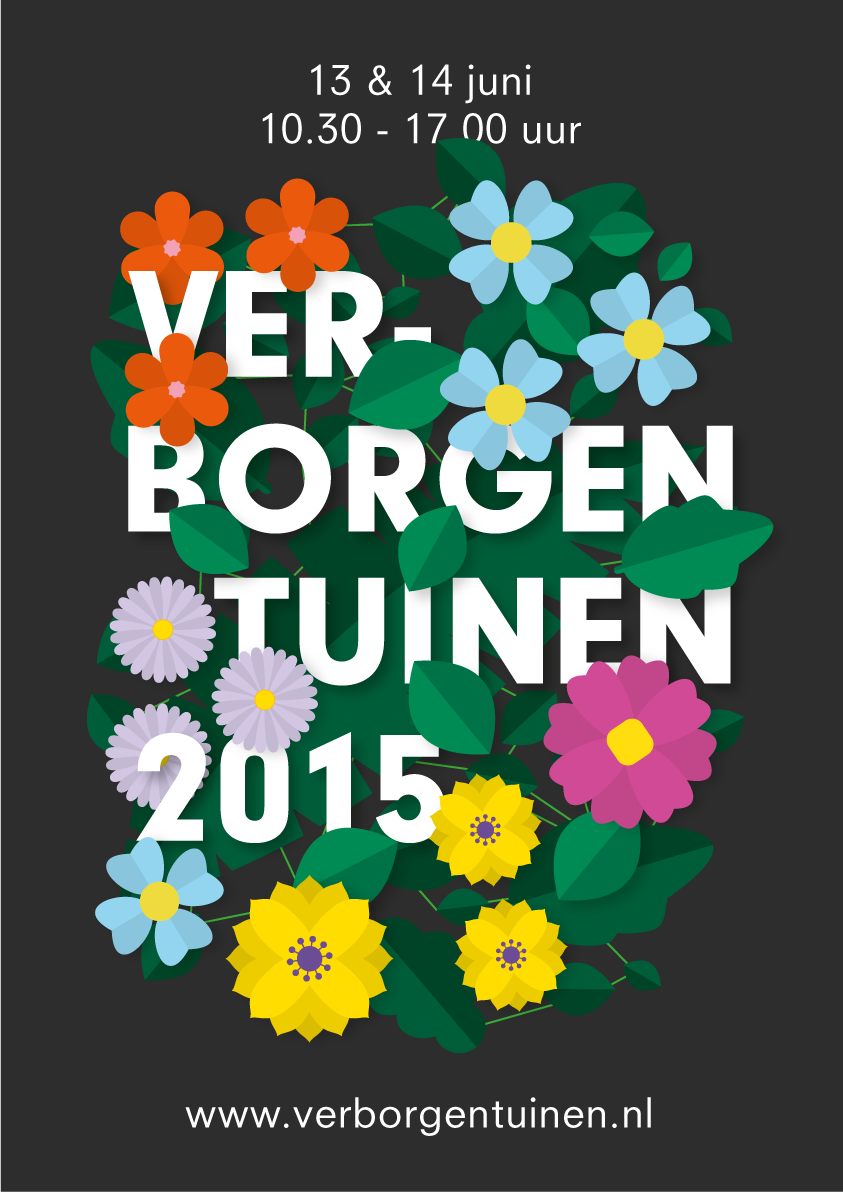 13 & 14 juni
10.30 - 17.00 uur
VER-
BORGEN
TUINEN
2015
www.verborgentuinen.nl